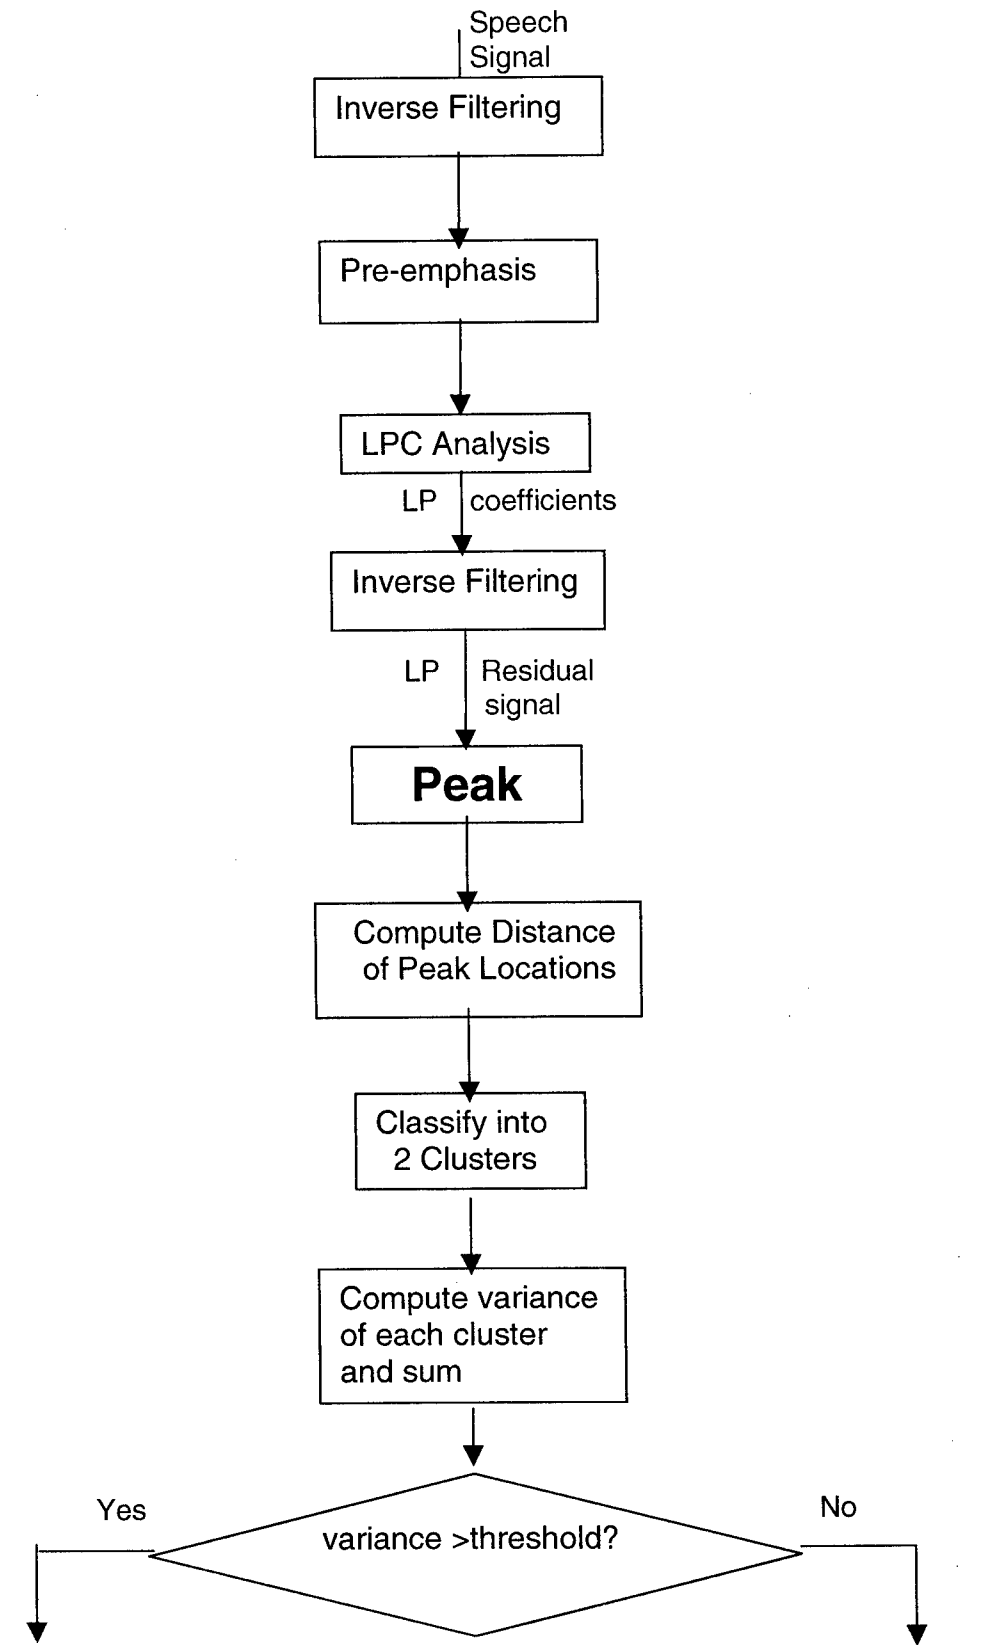 Speech
Signal
Inverse Filtering
Pre-emphasis
LPC Analysis
LP coefficients
Inverse Filtering
LP Residual
signal
Peak
Compute Distance
of Peak Locations
Classify into
2 Clusters
Compute variance
of each cluster
and sum
Yes
No
variance >threshold?